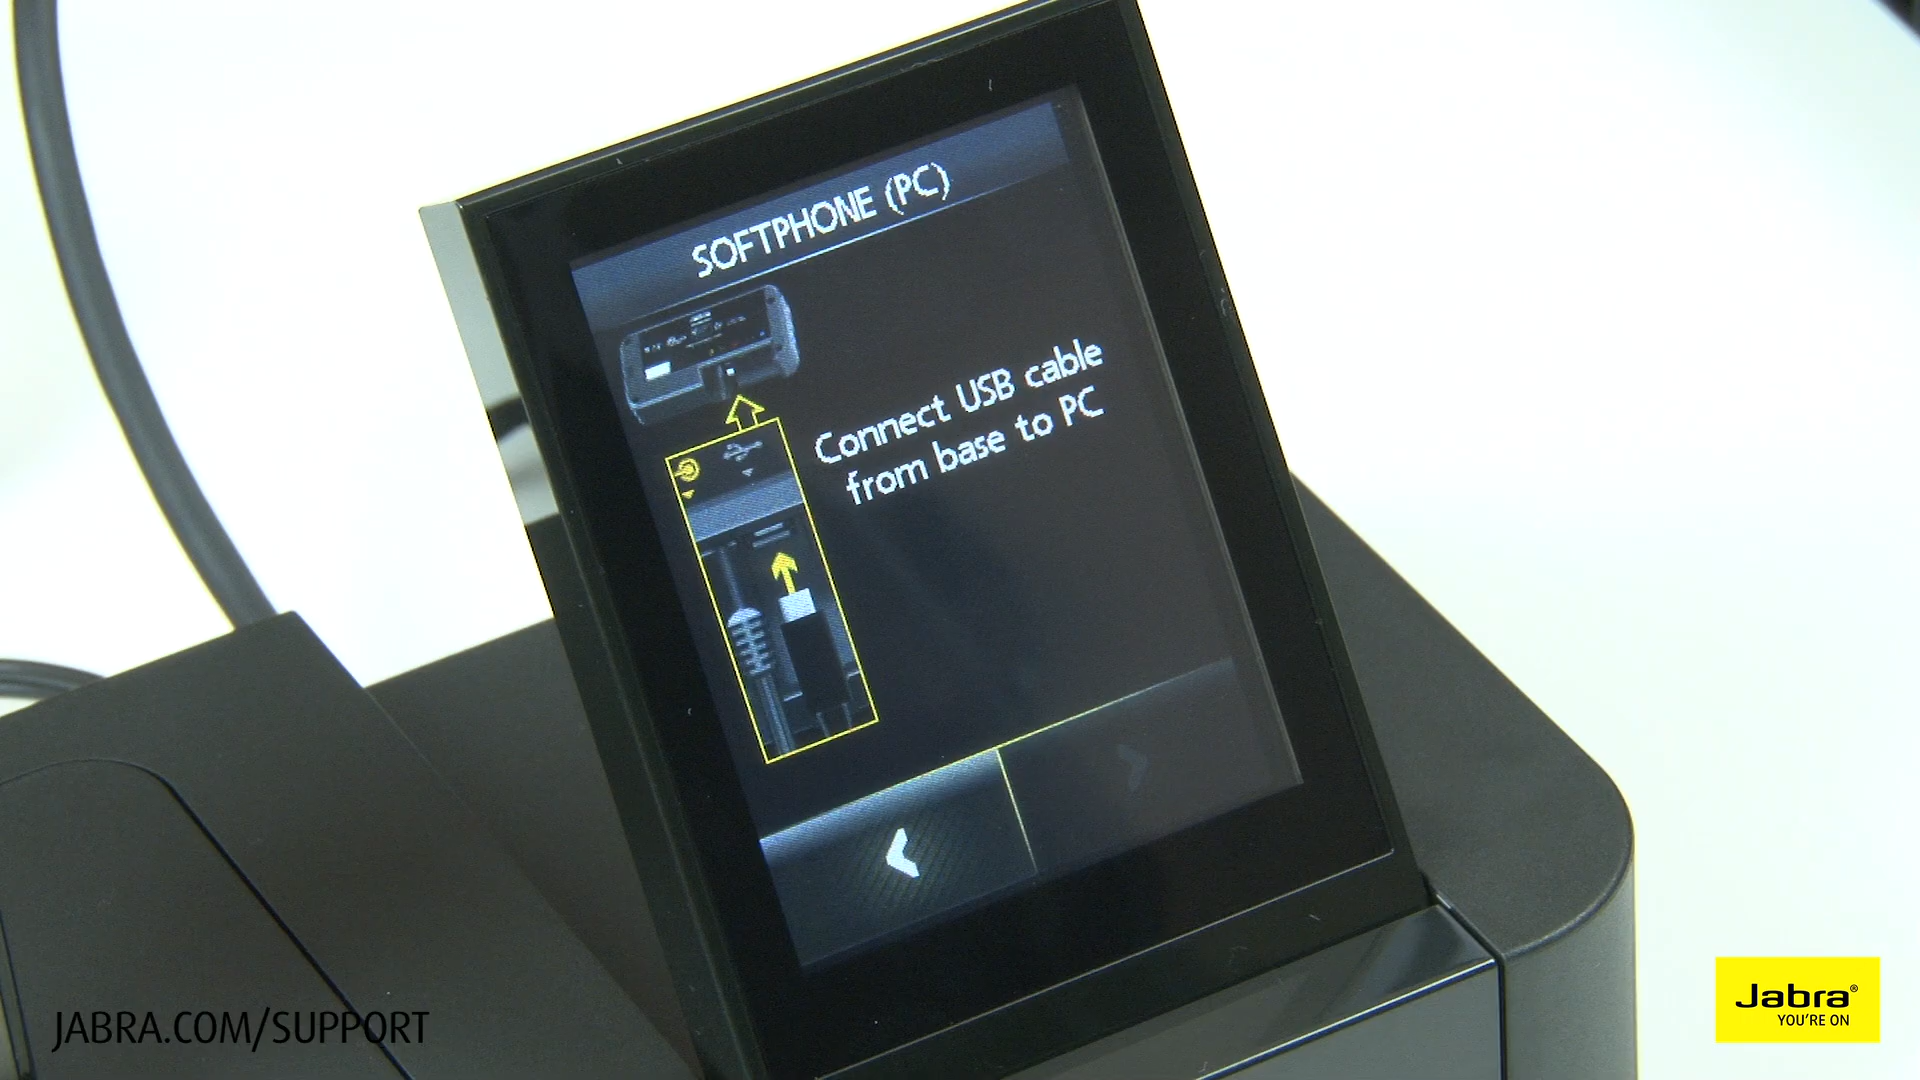 SOFTPHONE (PC)
Connect USB cable
from base to PC
JABRA.COM/SUPPORT
Jabra®
YOU'RE ON